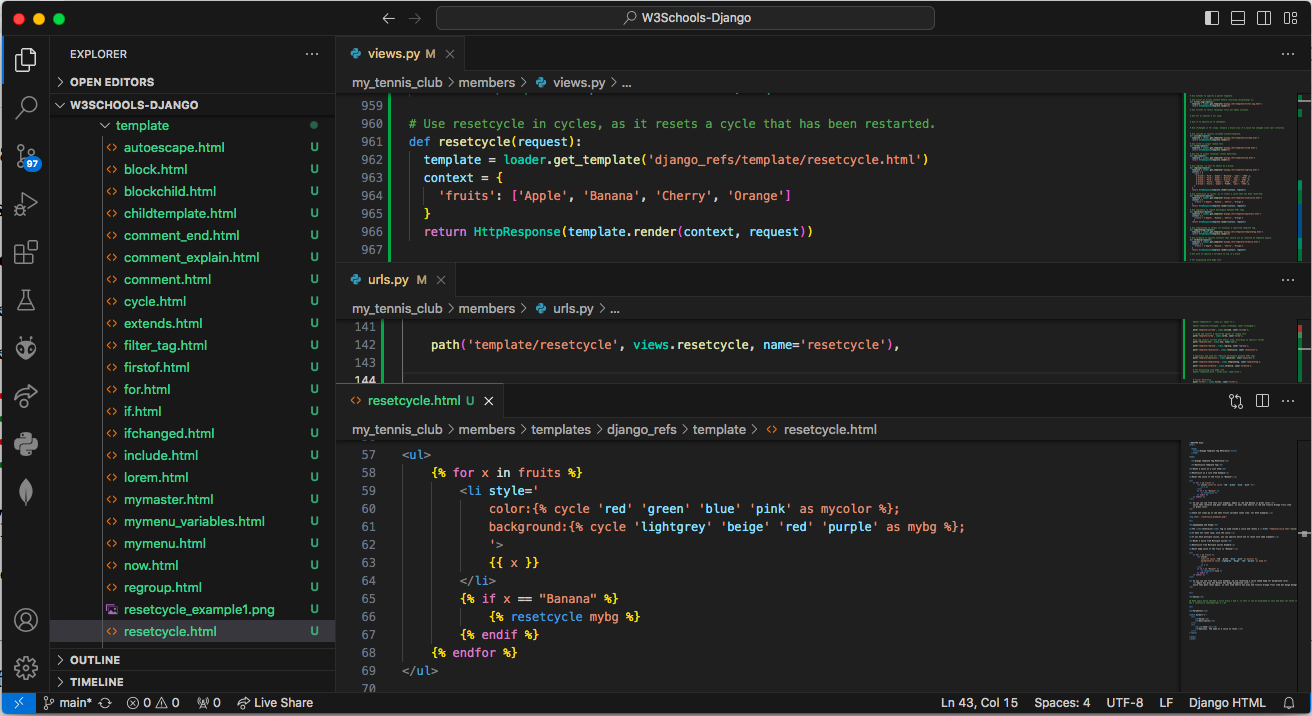 W3Schools-Django
EXPLORER
OPEN EDITORS
W3SCHOOLS-DJANGO
template
autoescape.html U
block.html U
blockchild.html U
childtemplate.html U
comment_end.html U
comment_explain.html U
comment.html U
cycle.html U
extends.html U
filter_tag.html U
firstof.html U
for.html U
if.html U
ifchanged.html U
include.html U
lorem.html U
mymaster.html U
mymenu_variables.html U
mymenu.html U
now.html U
regroup.html U
resetcycle_example1.png U
resetcycle.html U
OUTLINE
TIMELINE
97
views.py M
my_tennis_club > members > views.py > ...
959
960 # Use resetcycle in cycles, as it resets a cycle that has been restarted.
961 def resetcycle(request):
962 template = loader.get_template('django_refs/template/resetcycle.html')
963 context = {
964 'fruits': ['Apple', 'Banana', 'Cherry', 'Orange']
965 }
966 return HttpResponse(template.render(context, request))
967
urls.py M
my_tennis_club > members > urls.py > ...
141
142 path('template/resetcycle', views.resetcycle, name='resetcycle'),
143
144
resetcycle.html U
my_tennis_club > members > templates > django_refs > template > resetcycle.html
57 <ul>
58 {% for x in fruits %}
59 <li style='
60 color:{% cycle 'red' 'green' 'blue' 'pink' as mycolor %};
61 background:{% cycle 'lightgrey' 'beige' 'red' 'purple' as mybg %};
62 '>
63 {{ x }}
64 </li>
65 {% if x == "Banana" %}
66 {% resetcycle mybg %}
67 {% endif %}
68 {% endfor %}
69 </ul>
70
main* 0 0 0 Live Share Ln 43, Col 15 Spaces: 4 UTF-8 LF Django HTML